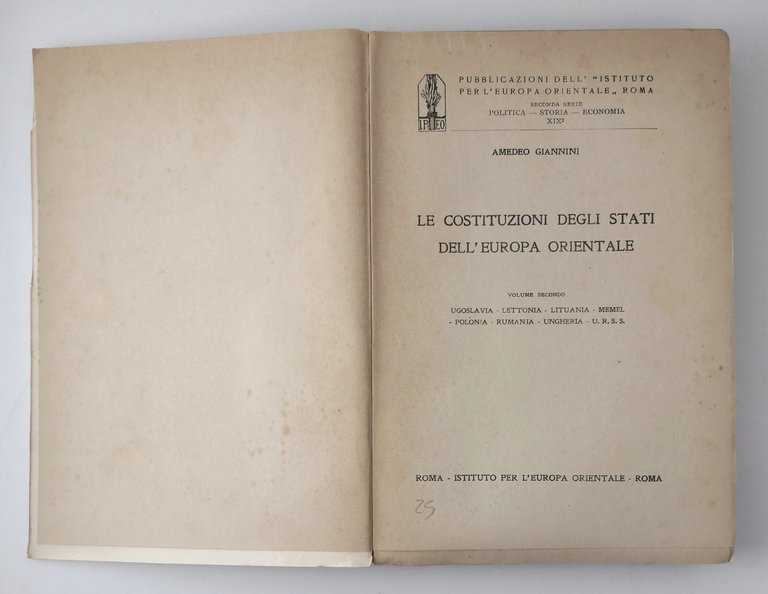 PUBBLICAZIONI DELL' "ISTITUTO
PER L'EUROPA ORIENTALE„ ROMA
SECONDA SERIE
POLITICA — STORIA — ECONOMIA
XIX²
I.P.E.O
AMEDEO GIANNINI
LE COSTITUZIONI DEGLI STATI
DELL'EUROPA ORIENTALE
VOLUME SECONDO
UGOSLAVIA - LETTONIA - LITUANIA - MEMEL
- POLONIA - RUMANIA - UNGHERIA - U. R. S. S.
ROMA - ISTITUTO PER L'EUROPA ORIENTALE - ROMA
25